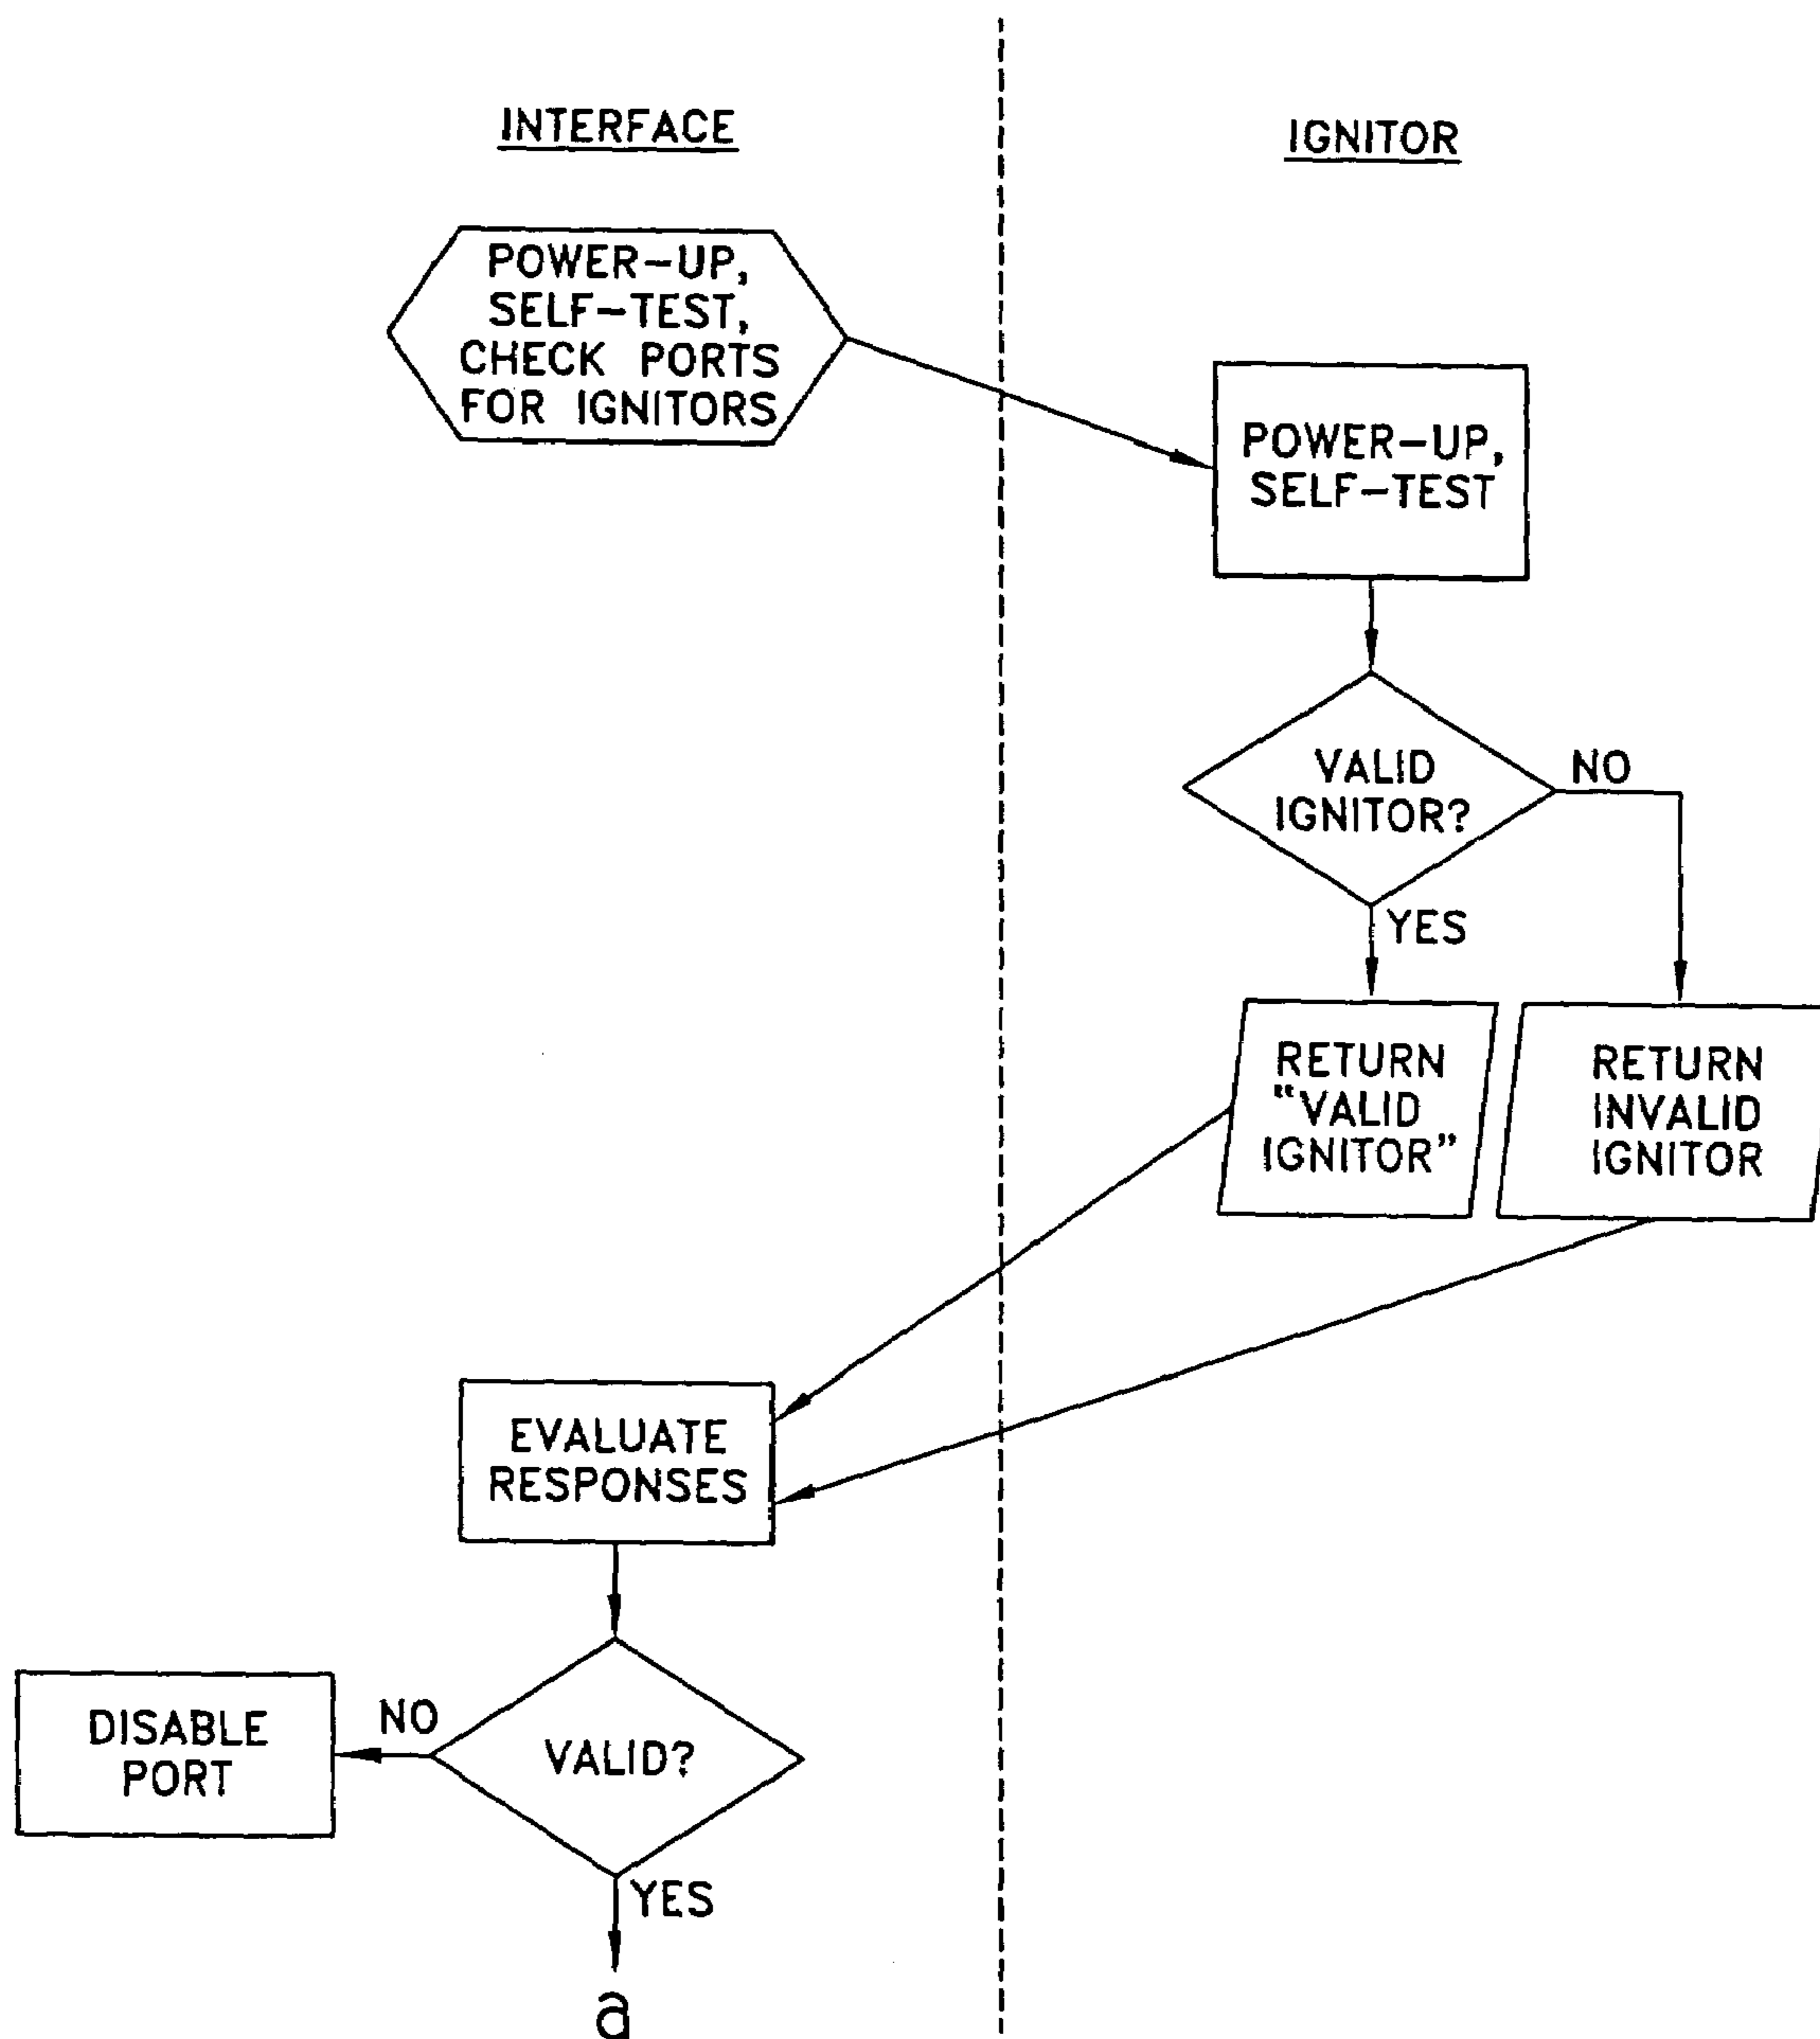 INTERFACE
IGNITOR
POWER-UP,
SELF-TEST,
CHECK PORTS
FOR IGNITORS
POWER-UP,
SELF-TEST
VALID
IGNITOR?
NO
YES
RETURN
"VALID
IGNITOR"
RETURN
INVALID
IGNITOR
EVALUATE
RESPONSES
VALID?
NO
DISABLE
PORT
YES
a